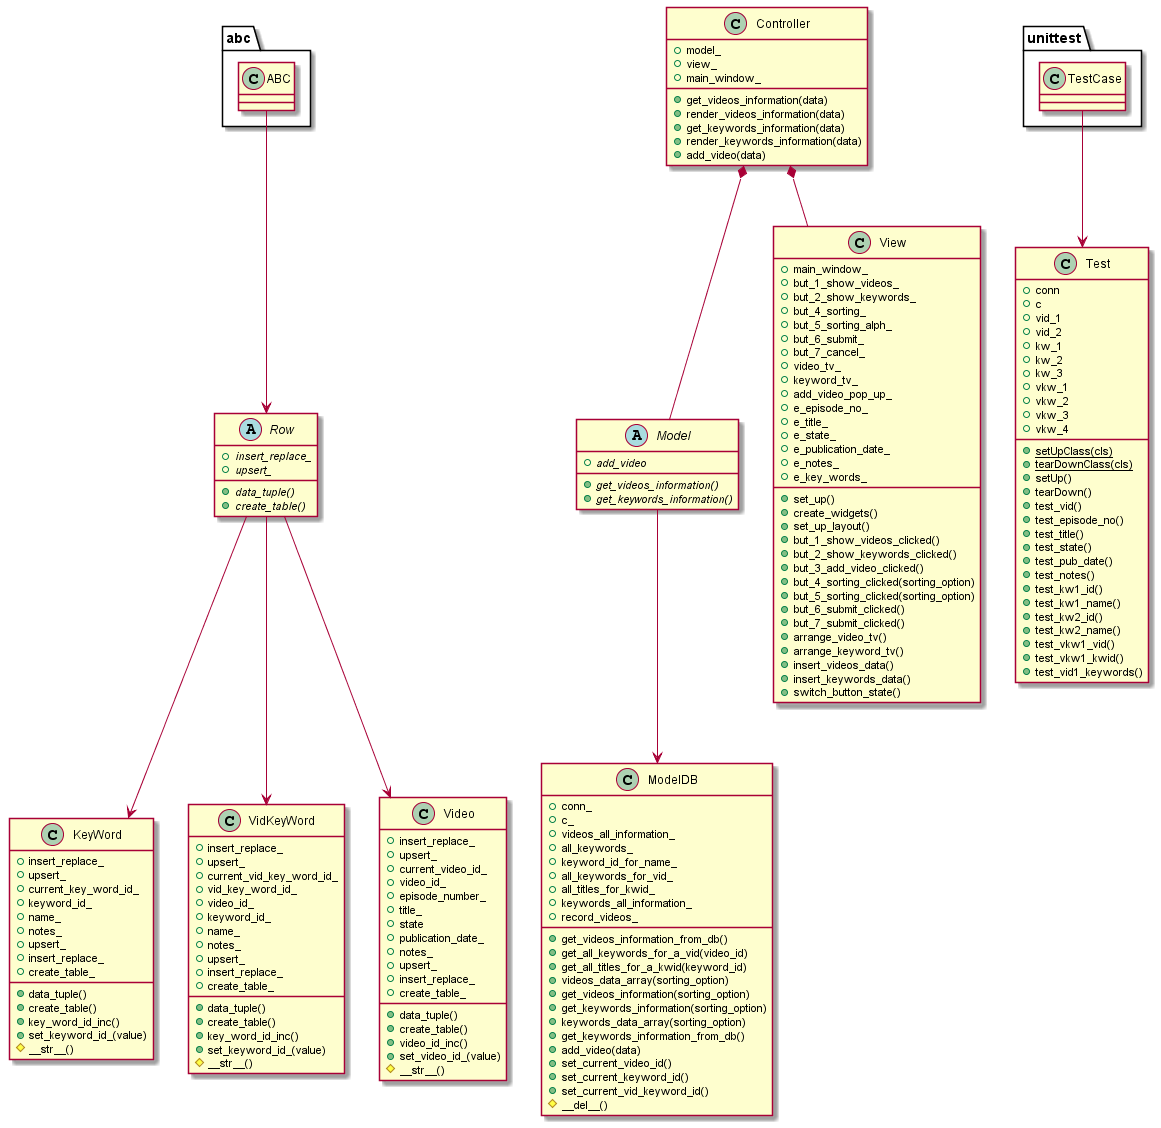 abc
C ABC
C Controller
model_
view_
main_window_
get_videos_information(data)
render_videos_information(data)
get_keywords_information(data)
render_keywords_information(data)
add_video(data)
unittest
C TestCase
C View
main_window_
but_1_show_videos_
but_2_show_keywords_
but_4_sorting_
but_5_sorting_alph_
but_6_submit_
but_7_cancel_
video_tv_
keyword_tv_
add_video_pop_up_
e_episode_no_
e_title_
e_state_
e_publication_date_
e_notes_
e_key_words_
set_up()
create_widgets()
set_up_layout()
but_1_show_videos_clicked()
but_2_show_keywords_clicked()
but_3_add_video_clicked()
but_4_sorting_clicked(sorting_option)
but_5_sorting_clicked(sorting_option)
but_6_submit_clicked()
but_7_submit_clicked()
arrange_video_tv()
arrange_keyword_tv()
insert_videos_data()
insert_keywords_data()
switch_button_state()
C Test
conn
c
vid_1
vid_2
kw_1
kw_2
kw_3
vkw_1
vkw_2
vkw_3
vkw_4
setUpClass(cls)
tearDownClass(cls)
setUp()
tearDown()
test_vid()
test_episode_no()
test_title()
test_state()
test_pub_date()
test_notes()
test_kw1_id()
test_kw1_name()
test_kw2_id()
test_kw2_name()
test_vkw1_vid()
test_vkw1_kwid()
test_vid1_keywords()
A Row
insert_replace_
upsert_
data_tuple()
create_table()
A Model
add_video
get_videos_information()
get_keywords_information()
C KeyWord
insert_replace_
upsert_
current_key_word_id_
keyword_id_
name_
notes_
upsert_
insert_replace_
create_table_
data_tuple()
create_table()
key_word_id_inc()
set_keyword_id_(value)
__str__()
C VidKeyWord
insert_replace_
upsert_
current_vid_key_word_id_
vid_key_word_id_
video_id_
keyword_id_
name_
notes_
upsert_
insert_replace_
create_table_
data_tuple()
create_table()
key_word_id_inc()
set_keyword_id_(value)
__str__()
C Video
insert_replace_
upsert_
current_video_id_
video_id_
episode_number_
title_
state
publication_date_
notes_
upsert_
insert_replace_
create_table_
data_tuple()
create_table()
video_id_inc()
set_video_id_(value)
__str__()
C ModelDB
conn_
c_
videos_all_information_
all_keywords_
keyword_id_for_name_
all_keywords_for_vid_
all_titles_for_kwid_
keywords_all_information_
record_videos_
get_videos_information_from_db()
get_all_keywords_for_a_vid(video_id)
get_all_titles_for_a_kwid(keyword_id)
videos_data_array(sorting_option)
get_videos_information(sorting_option)
get_keywords_information(sorting_option)
keywords_data_array(sorting_option)
get_keywords_information_from_db()
add_video(data)
set_current_video_id()
set_current_keyword_id()
set_current_vid_keyword_id()
__del__()